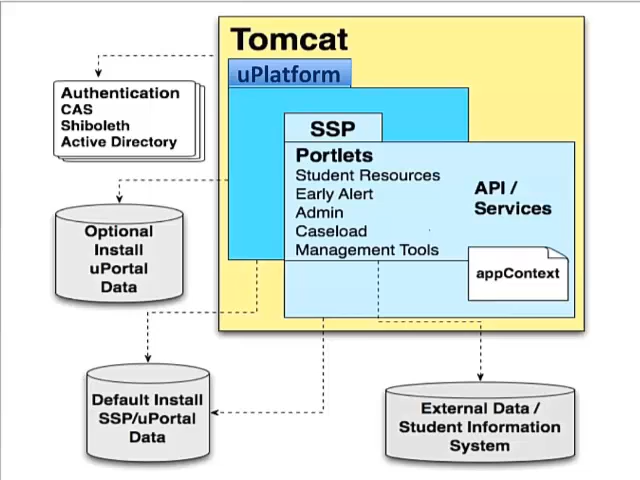 Tomcat
uPlatform
Authentication
CAS
Shiboleth
Active Directory
SSP
Portlets
Student Resources
Early Alert
Admin
Caseload
Management Tools
API /
Services
appContext
Optional
Install
uPortal
Data
Default Install
SSP/uPortal
Data
External Data /
Student Information
System